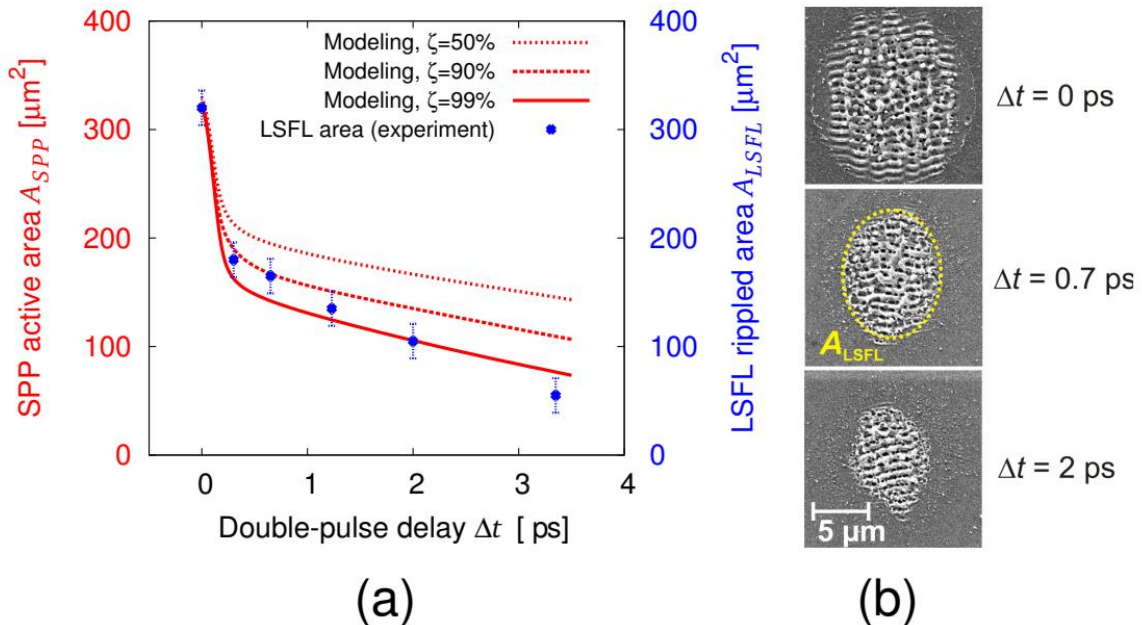 SPP active area A_SPP [μm²]
400
300
200
100
0
Modeling, ζ=50%
Modeling, ζ=90%
Modeling, ζ=99%
LSFL area (experiment)
0
1
2
3
4
Double-pulse delay Δt [ ps]
(a)
400
300
200
100
0
LSFL rippled area A_LSFL [μm²]
Δt = 0 ps
A_LSFL
Δt = 0.7 ps
5 μm
Δt = 2 ps
(b)